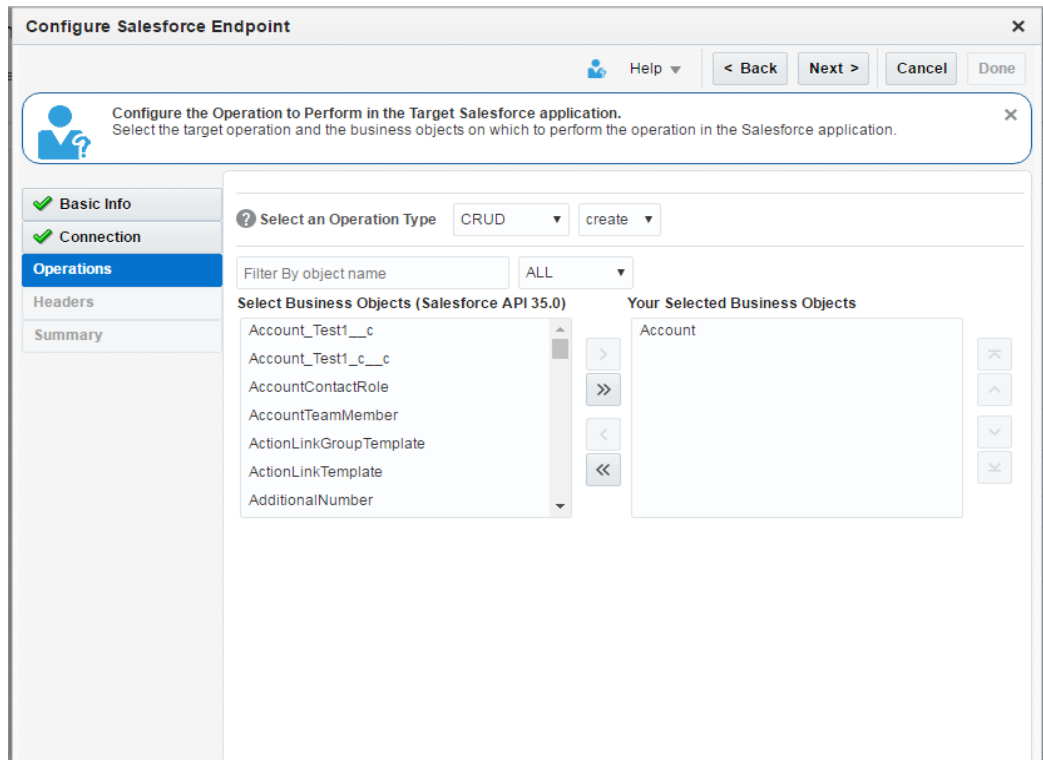 Configure Salesforce Endpoint
Help
< Back
Next >
Cancel
Done
Configure the Operation to Perform in the Target Salesforce application.
Select the target operation and the business objects on which to perform the operation in the Salesforce application.
Basic Info
Connection
Operations
Headers
Summary
Select an Operation Type CRUD create
Filter By object name ALL
Select Business Objects (Salesforce API 35.0)
Account_Test1__c
Account_Test1_c__c
AccountContactRole
AccountTeamMember
ActionLinkGroupTemplate
ActionLinkTemplate
AdditionalNumber
Your Selected Business Objects
Account